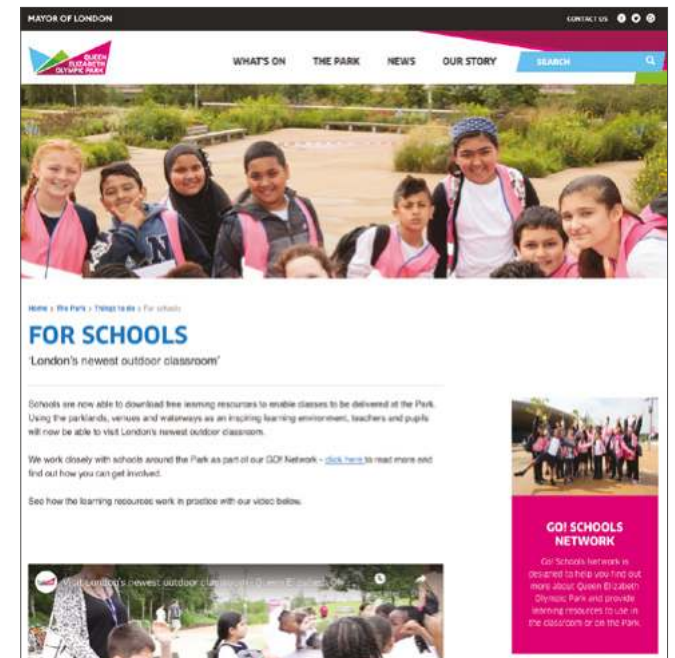 MAYOR OF LONDON
CONTACT US
QUEEN
ELIZABETH
OLYMPIC PARK
WHAT'S ON
THE PARK
NEWS
OUR STORY
SEARCH
Home > The Park > Things to do > For schools
FOR SCHOOLS
'London's newest outdoor classroom'
Schools are now able to download free learning resources to enable classes to be delivered at the Park.
Using the parklands, venues and waterways as an inspiring learning environment, teachers and pupils
will now be able to visit London's newest outdoor classroom.
We work closely with schools around the Park as part of our GO! Network - click here to read more and
find out how you can get involved.
See how the learning resources work in practice with our video below.
Visit London's newest outdoor classroom - Queen Elizabeth Oly...
GO! SCHOOLS
NETWORK
Go! Schools Network is
designed to help you find out
more about Queen Elizabeth
Olympic Park and provide
learning resources to use in
the classroom or on the Park.